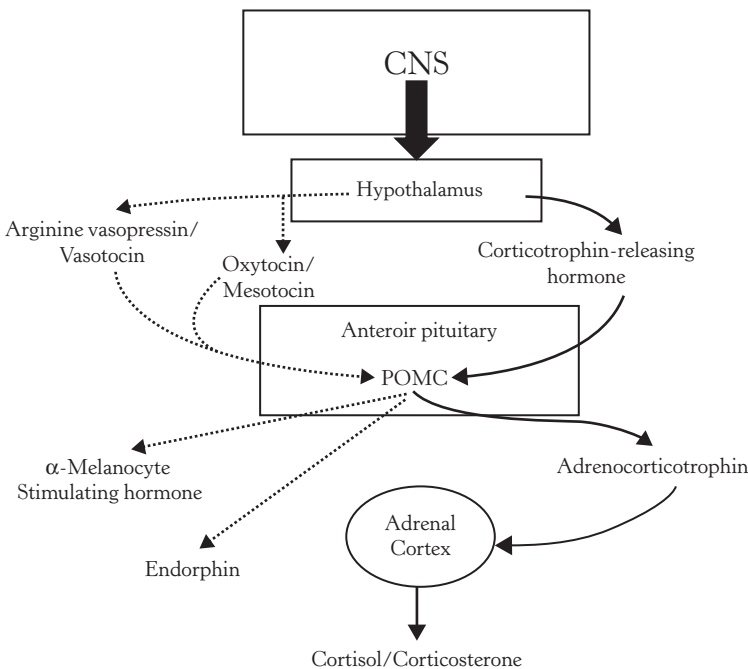 CNS
Hypothalamus
Arginine vasopressin/
Vasotocin
Oxytocin/
Mesotocin
Corticotrophin-releasing
hormone
Anteroir pituitary
POMC
α-Melanocyte
Stimulating hormone
Adrenocorticotrophin
Adrenal
Cortex
Endorphin
Cortisol/Corticosterone